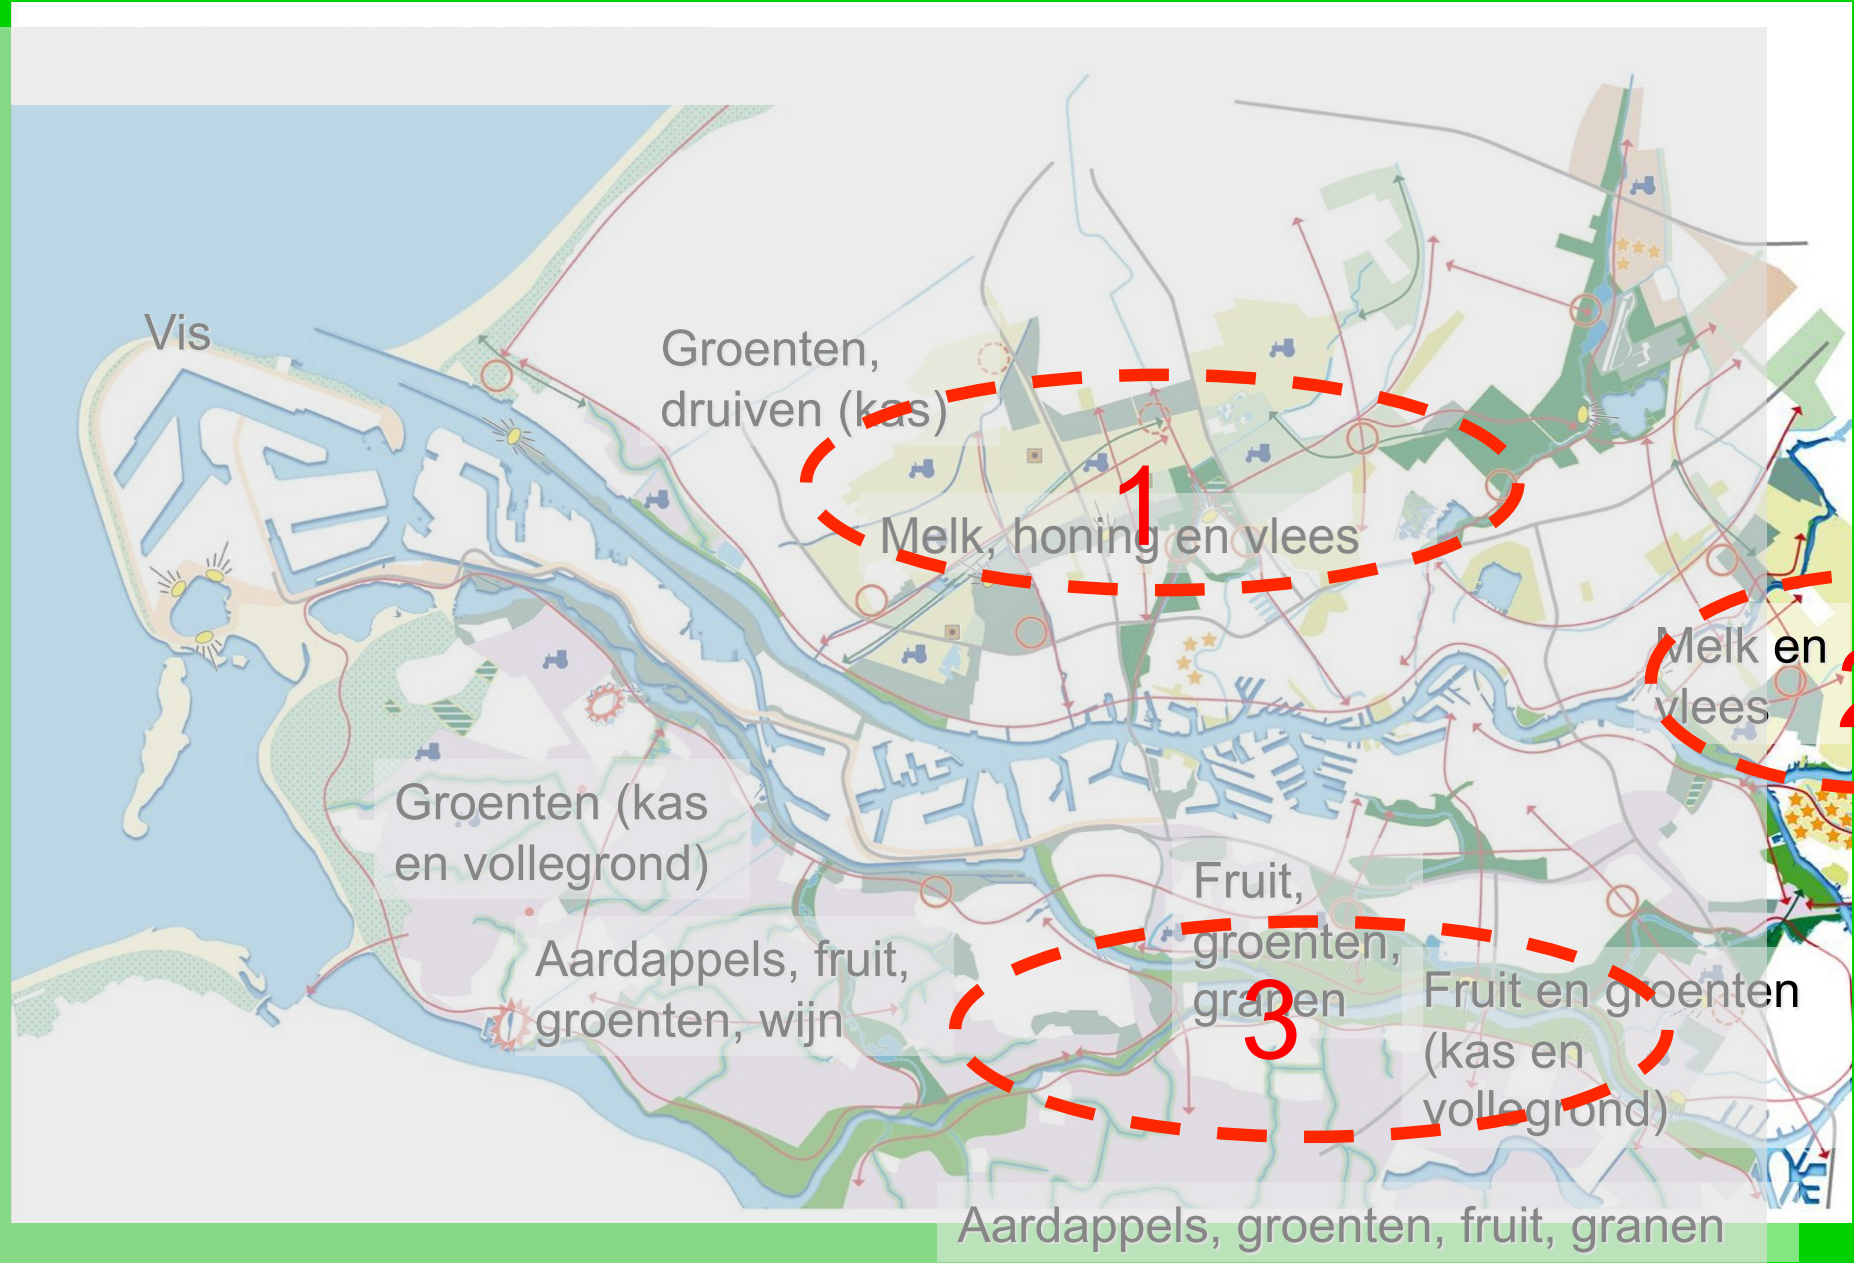 Vis
Groenten,
druiven (kas)
1
Melk, honing en vlees
Melk en
vlees
2
Groenten (kas
en vollegrond)
Fruit,
groenten,
granen
Aardappels, fruit,
groenten, wijn
3
Fruit en groenten
(kas en
vollegrond)
Aardappels, groenten, fruit, granen